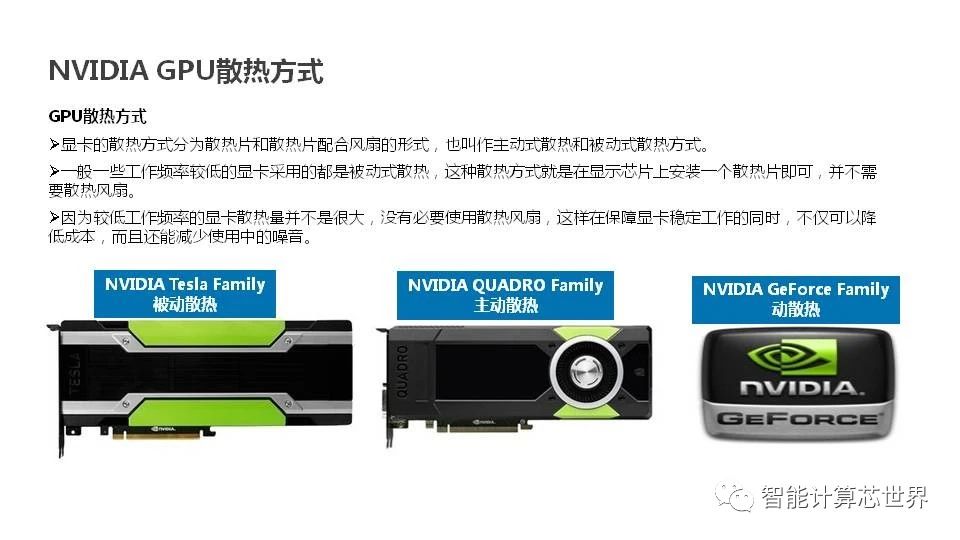 NVIDIA GPU散热方式
GPU散热方式
➢显卡的散热方式分为散热片和散热片配合风扇的形式，也叫作主动式散热和被动式散热方式。
➢一般一些工作频率较低的显卡采用的都是被动式散热，这种散热方式就是在显示芯片上安装一个散热片即可，并不需
要散热风扇。
➢因为较低工作频率的显卡散热量并不是很大，没有必要使用散热风扇，这样在保障显卡稳定工作的同时，不仅可以降
低成本，而且还能减少使用中的噪音。
NVIDIA Tesla Family
被动散热
NVIDIA QUADRO Family
主动散热
NVIDIA GeForce Family
动散热
TESLA
NVIDIA.
QUADRO
NVIDIA.
NVIDIA.
GEFORCE
智能计算芯世界